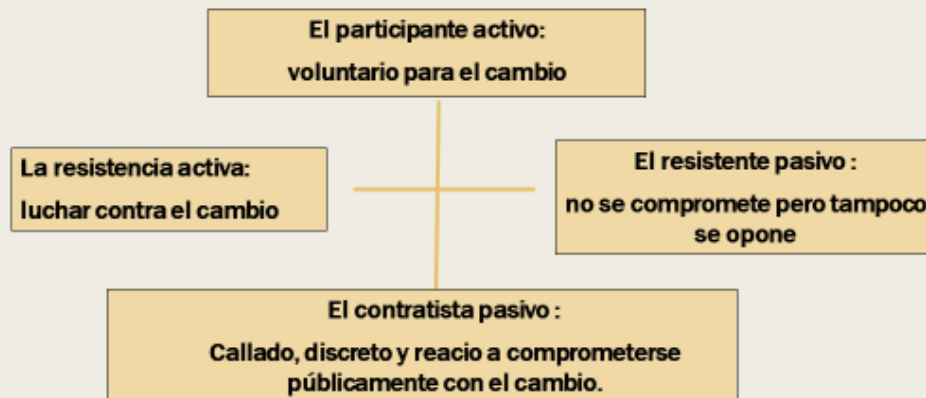 El participante activo:
voluntario para el cambio
La resistencia activa:
luchar contra el cambio
El resistente pasivo :
no se compromete pero tampoco
se opone
El contratista pasivo :
Callado, discreto y reacio a comprometerse
públicamente con el cambio.